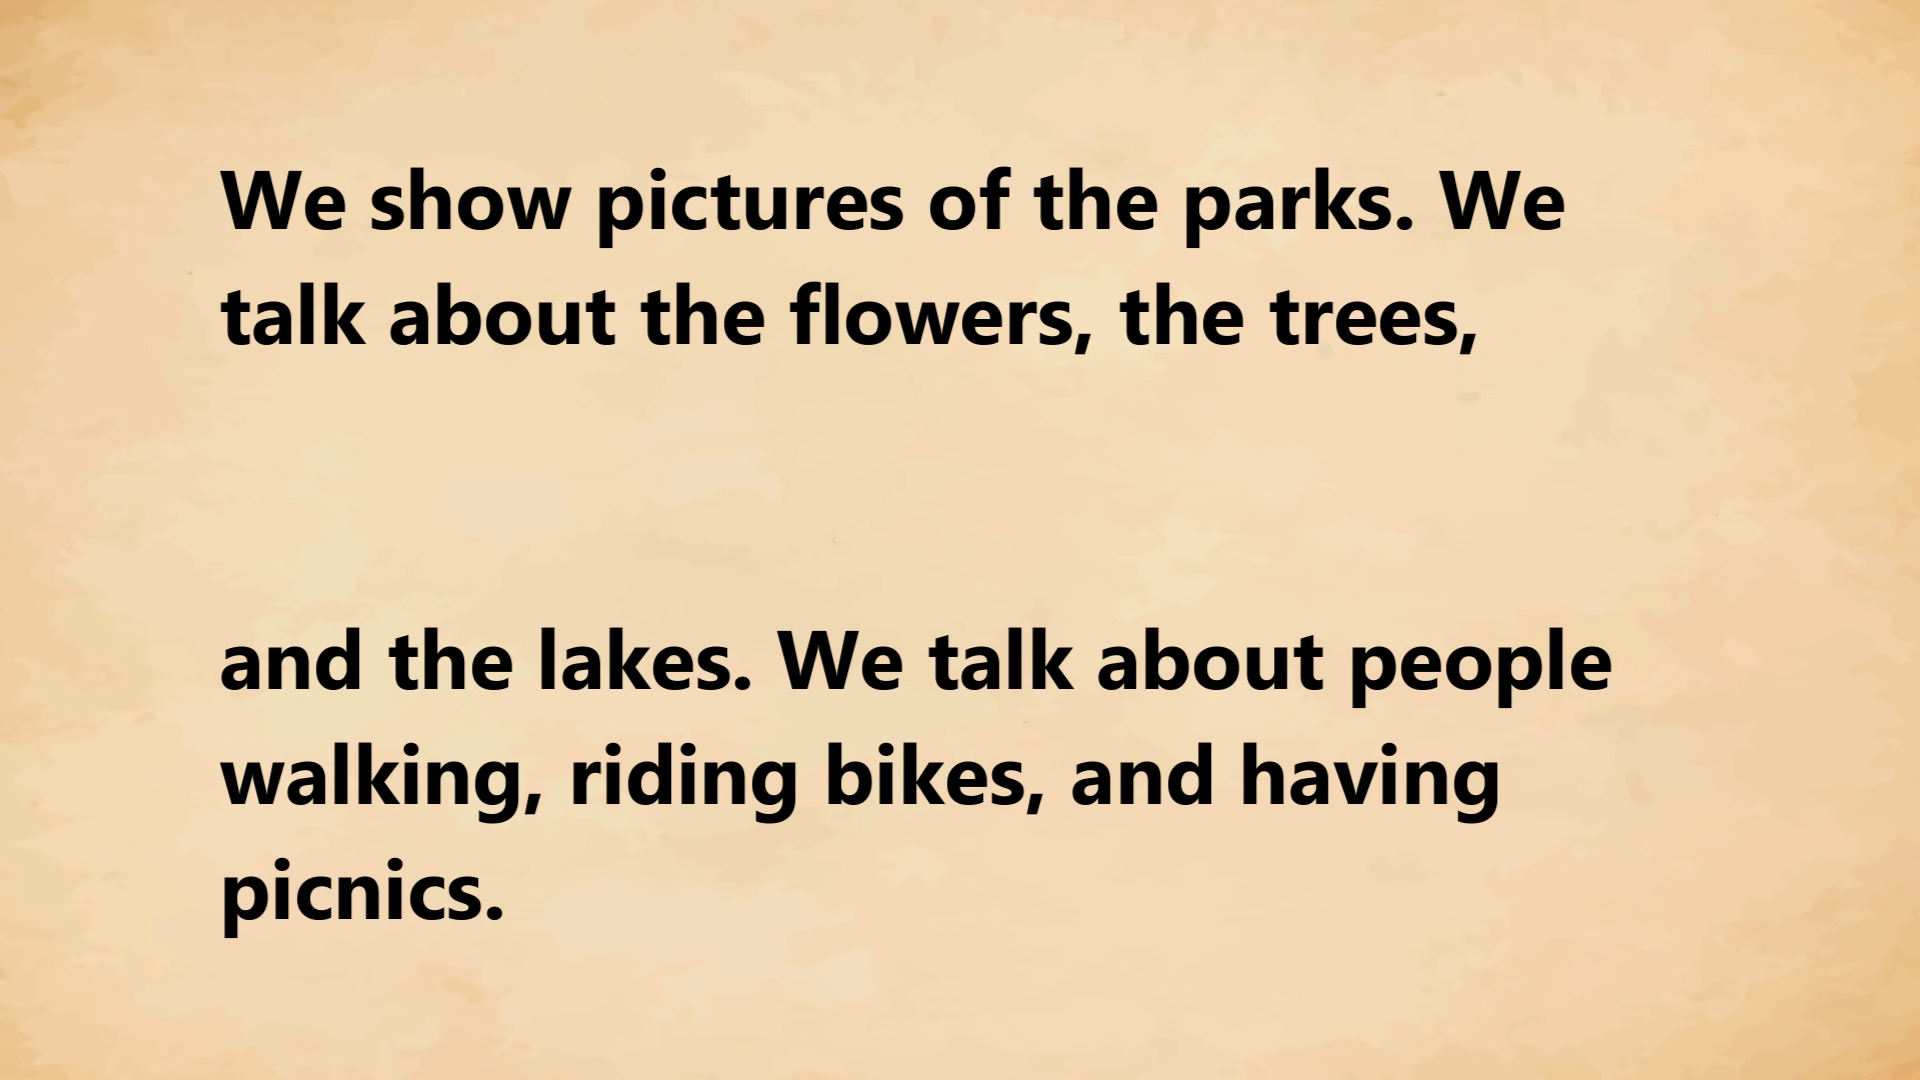 We show pictures of the parks. We
talk about the flowers, the trees,
and the lakes. We talk about people
walking, riding bikes, and having
picnics.